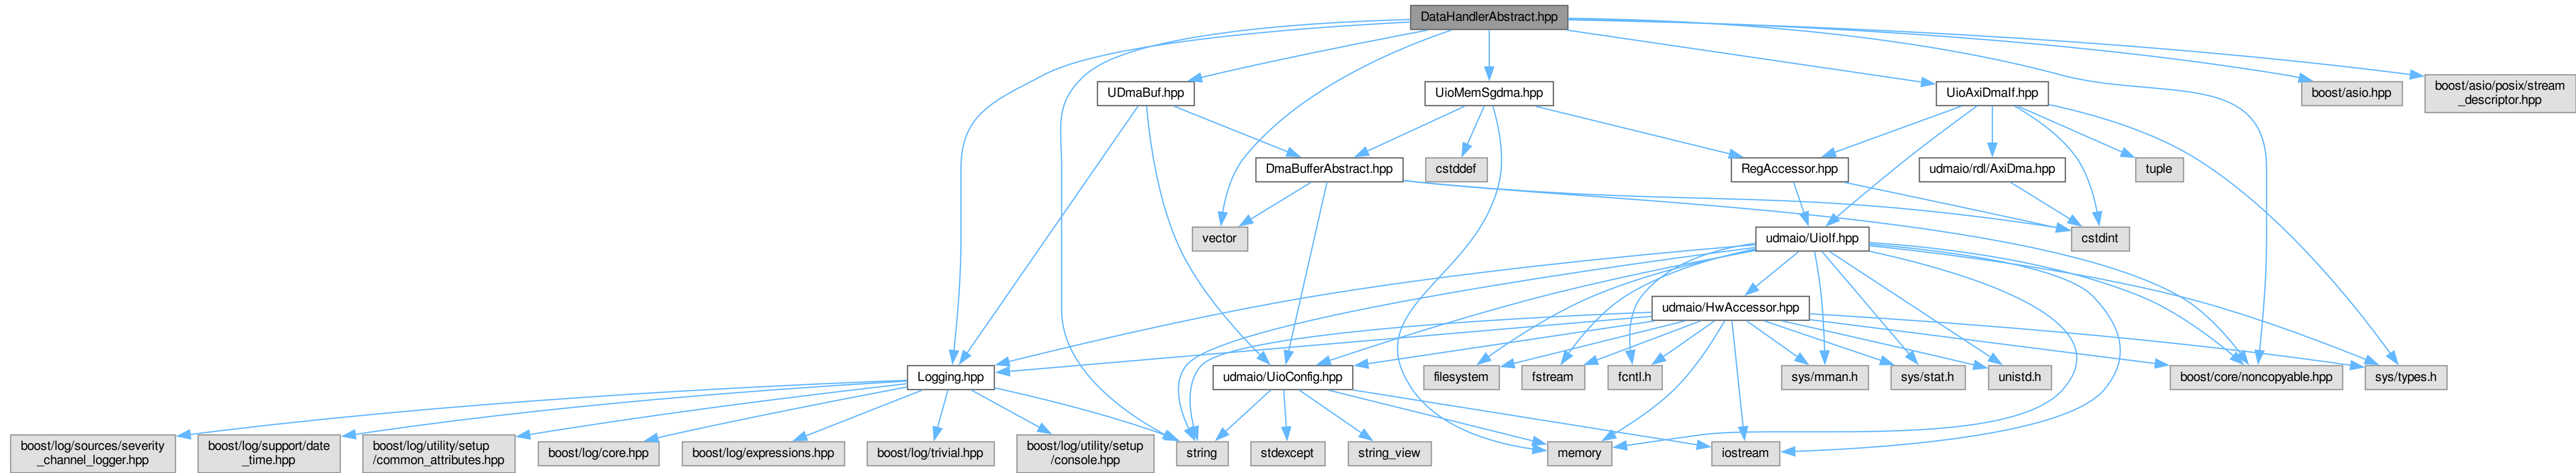 DataHandlerAbstract.hpp
UDmaBuf.hpp
UioMemSgdma.hpp
UioAxiDmaIf.hpp
boost/asio.hpp
boost/asio/posix/stream
_descriptor.hpp
DmaBufferAbstract.hpp
cstddef
RegAccessor.hpp
udmaio/rdl/AxiDma.hpp
tuple
vector
udmaio/UioIf.hpp
cstdint
udmaio/HwAccessor.hpp
Logging.hpp
udmaio/UioConfig.hpp
filesystem
fstream
fcntl.h
sys/mman.h
sys/stat.h
unistd.h
boost/core/noncopyable.hpp
sys/types.h
boost/log/sources/severity
_channel_logger.hpp
boost/log/support/date
_time.hpp
boost/log/utility/setup
/common_attributes.hpp
boost/log/core.hpp
boost/log/expressions.hpp
boost/log/trivial.hpp
boost/log/utility/setup
/console.hpp
string
stdexcept
string_view
memory
iostream